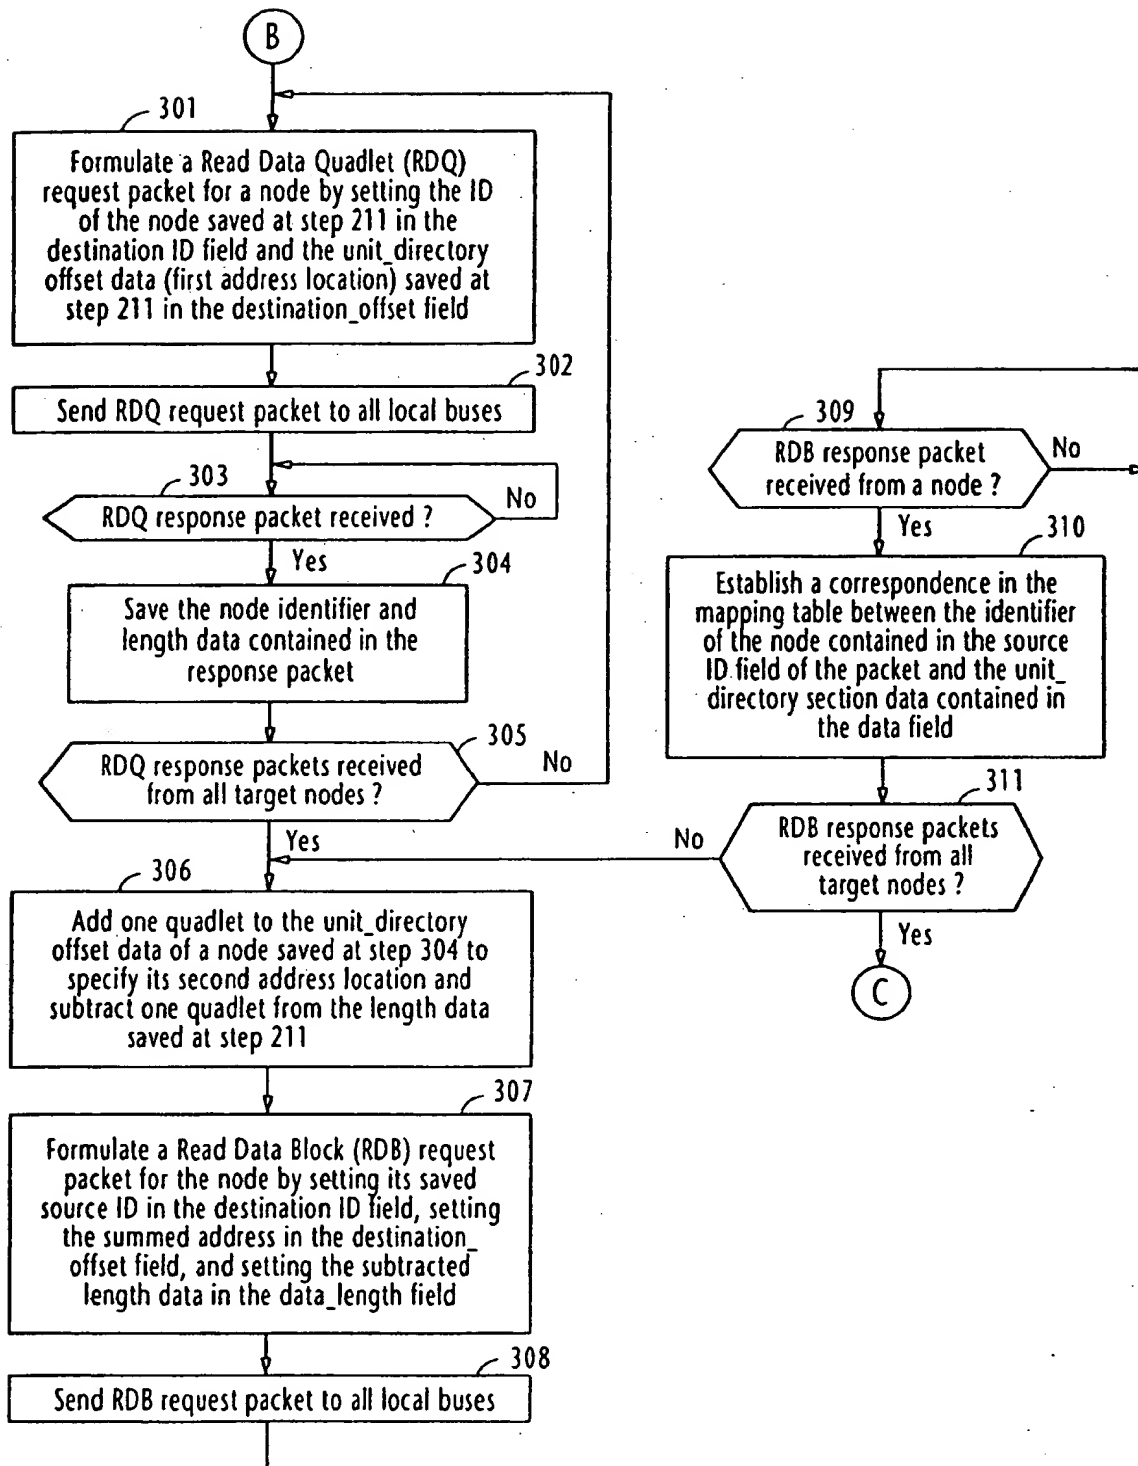 B
301
Formulate a Read Data Quadlet (RDQ)
request packet for a node by setting the ID
of the node saved at step 211 in the
destination ID field and the unit_directory
offset data (first address location) saved at
step 211 in the destination_offset field
302
Send RDQ request packet to all local buses
303
RDQ response packet received ?
No
Yes
304
Save the node identifier and
length data contained in the
response packet
305
RDQ response packets received
from all target nodes ?
No
Yes
306
Add one quadlet to the unit_directory
offset data of a node saved at step 304 to
specify its second address location and
subtract one quadlet from the length data
saved at step 211
307
Formulate a Read Data Block (RDB) request
packet for the node by setting its saved
source ID in the destination ID field, setting
the summed address in the destination_
offset field, and setting the subtracted
length data in the data_length field
308
Send RDB request packet to all local buses
309
RDB response packet
received from a node ?
No
Yes
310
Establish a correspondence in the
mapping table between the identifier
of the node contained in the source
ID field of the packet and the unit_
directory section data contained in
the data field
311
RDB response packets
received from all
target nodes ?
No
Yes
C